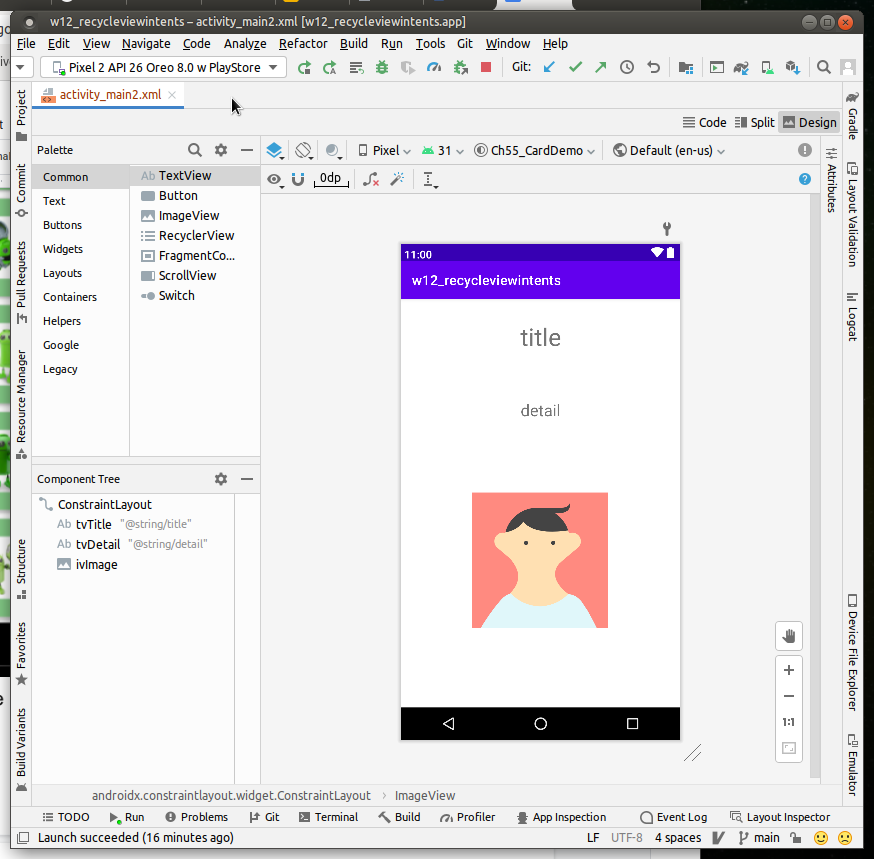 w12_recycleviewintents – activity_main2.xml [w12_recycleviewintents.app]
File Edit View Navigate Code Analyze Refactor Build Run Tools Git Window Help
Pixel 2 API 26 Oreo 8.0 w PlayStore
Git:
activity_main2.xml
Code Split Design
Palette
Pixel 31 Ch55_CardDemo Default (en-us)
0dp
Common
Text
Buttons
Widgets
Layouts
Containers
Helpers
Google
Legacy
Ab TextView
Button
ImageView
RecyclerView
FragmentCo...
ScrollView
Switch
Component Tree
ConstraintLayout
Ab tvTitle "@string/title"
Ab tvDetail "@string/detail"
ivImage
11:00
w12_recycleviewintents
title
detail
1:1
Project
Commit
Pull Requests
Resource Manager
Structure
Favorites
Build Variants
Attributes
Gradle
Layout Validation
Logcat
Device File Explorer
Emulator
androidx.constraintlayout.widget.ConstraintLayout › ImageView
TODO Run Problems Git Terminal Build Profiler App Inspection Event Log Layout Inspector
Launch succeeded (16 minutes ago)
LF UTF-8 4 spaces main